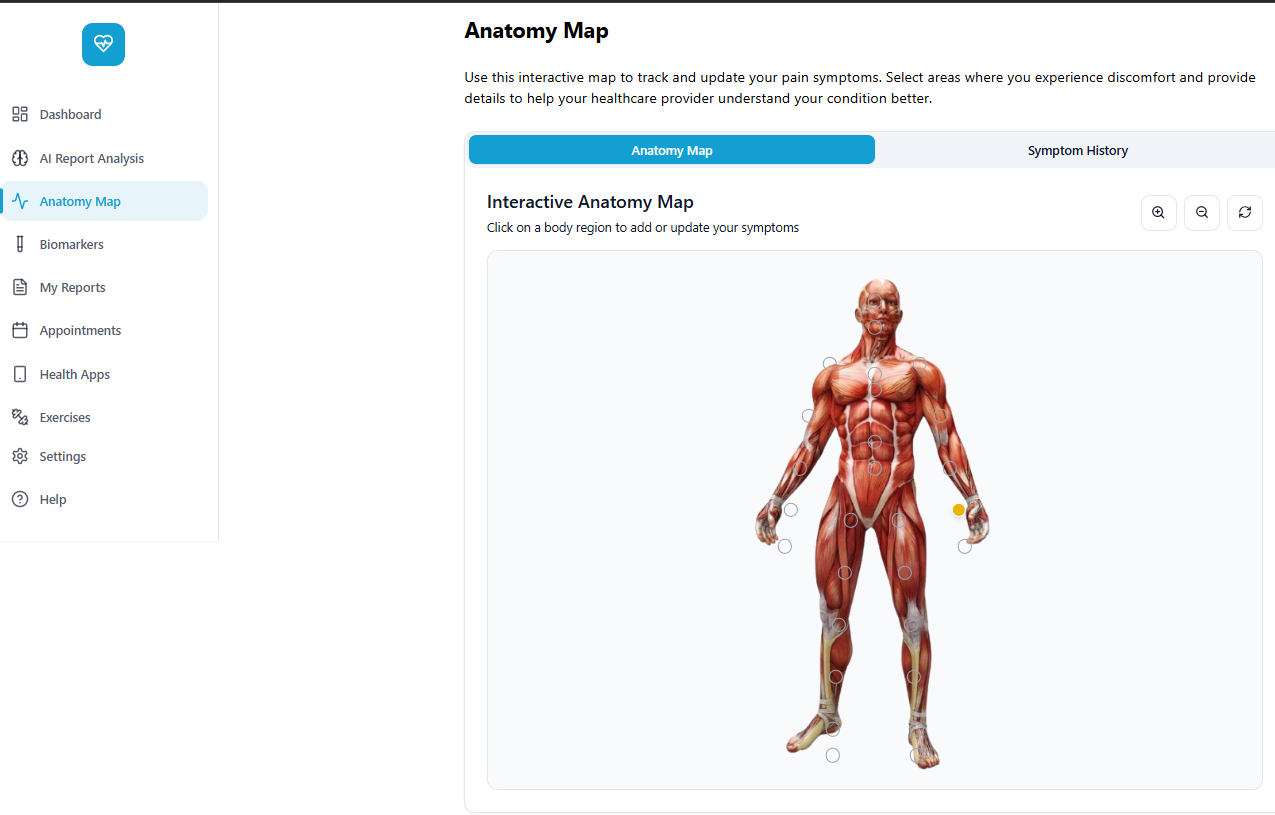 Anatomy Map
Use this interactive map to track and update your pain symptoms. Select areas where you experience discomfort and provide
details to help your healthcare provider understand your condition better.
Dashboard
AI Report Analysis
Anatomy Map
Biomarkers
My Reports
Appointments
Health Apps
Exercises
Settings
Help
Anatomy Map
Symptom History
Interactive Anatomy Map
Click on a body region to add or update your symptoms